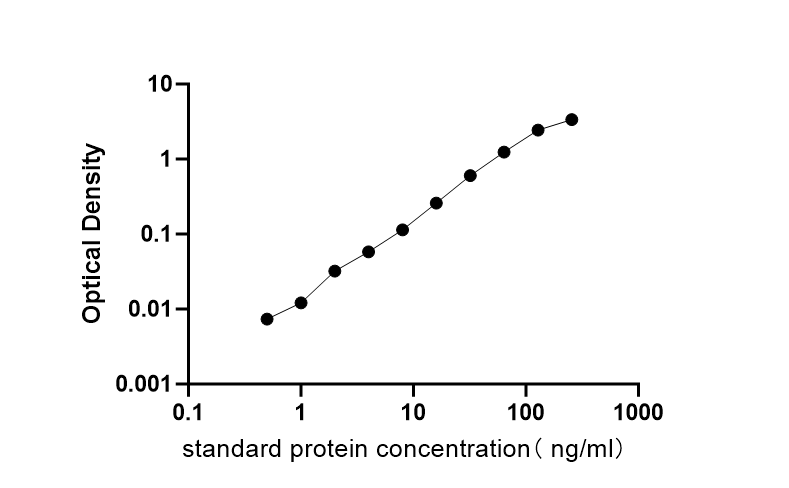 10
1
0.1
0.01
0.001
Optical Density
0.1 1 10 100 1000
standard protein concentration（ ng/ml）